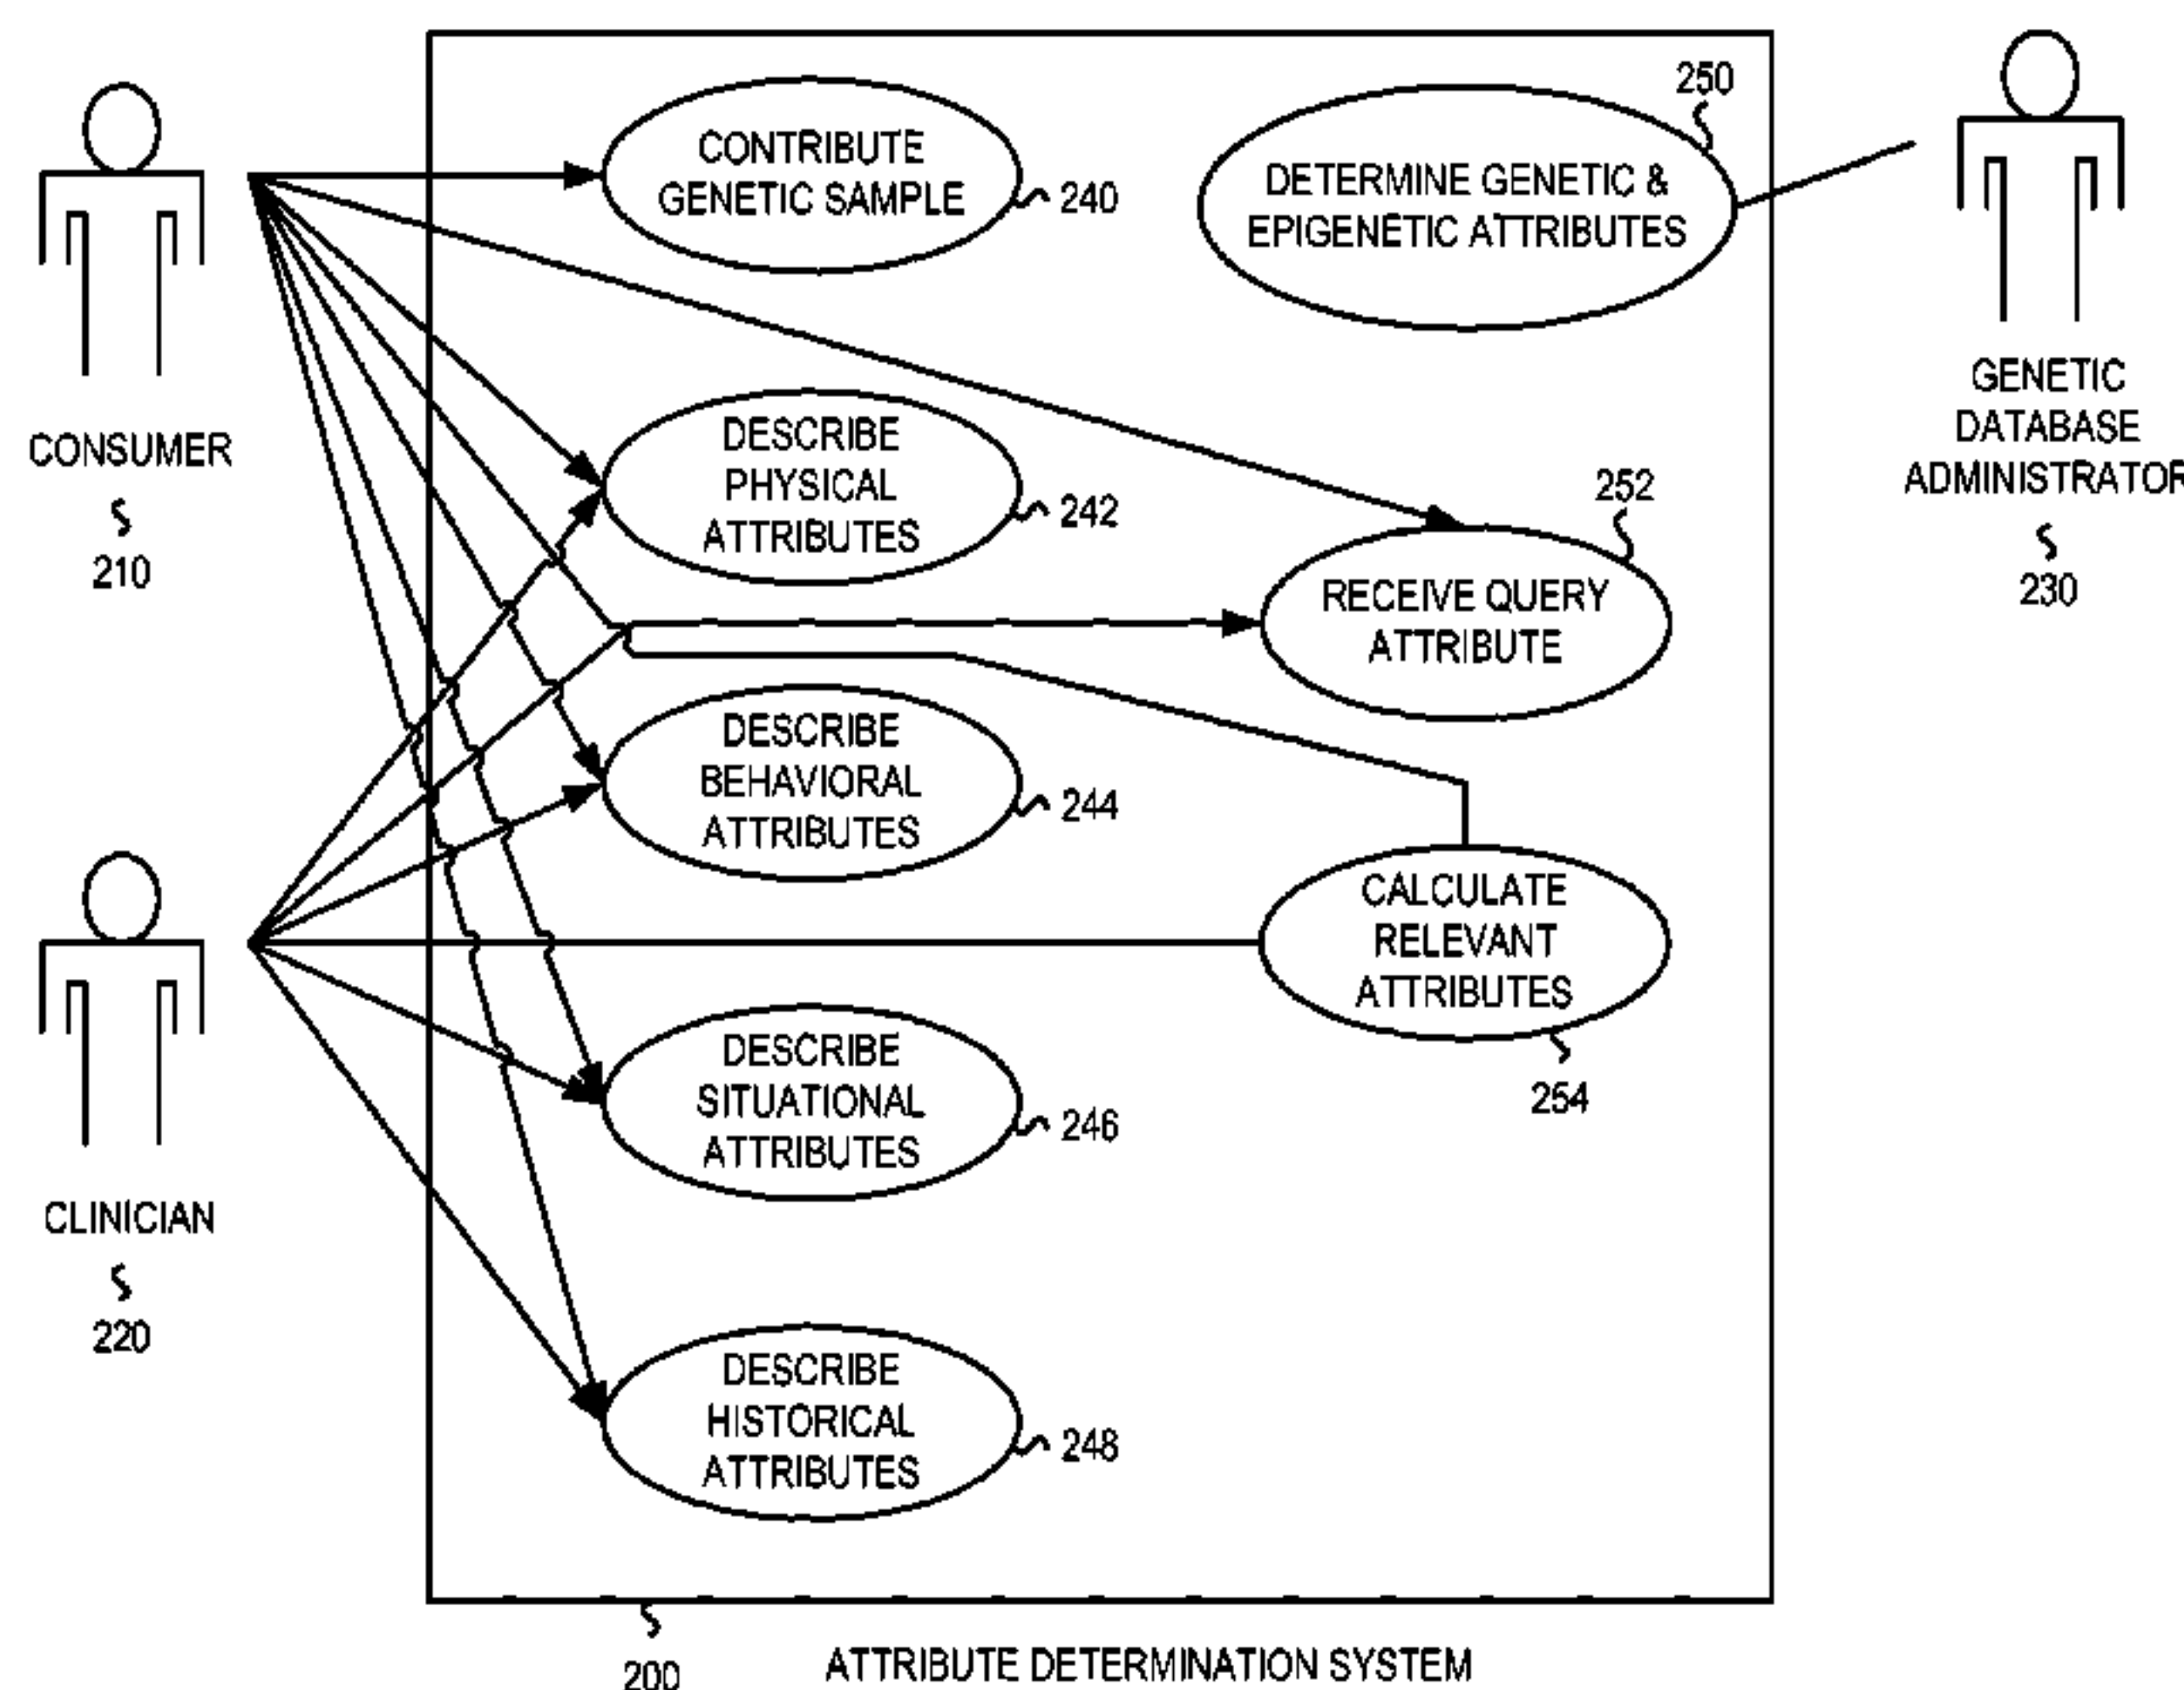 CONSUMER
210
CLINICIAN
220
CONTRIBUTE
GENETIC SAMPLE
240
DESCRIBE
PHYSICAL
ATTRIBUTES
242
DESCRIBE
BEHAVIORAL
ATTRIBUTES
244
DESCRIBE
SITUATIONAL
ATTRIBUTES
246
DESCRIBE
HISTORICAL
ATTRIBUTES
248
250
DETERMINE GENETIC &
EPIGENETIC ATTRIBUTES
252
RECEIVE QUERY
ATTRIBUTE
CALCULATE
RELEVANT
ATTRIBUTES
254
GENETIC
DATABASE
ADMINISTRATOR
230
200
ATTRIBUTE DETERMINATION SYSTEM